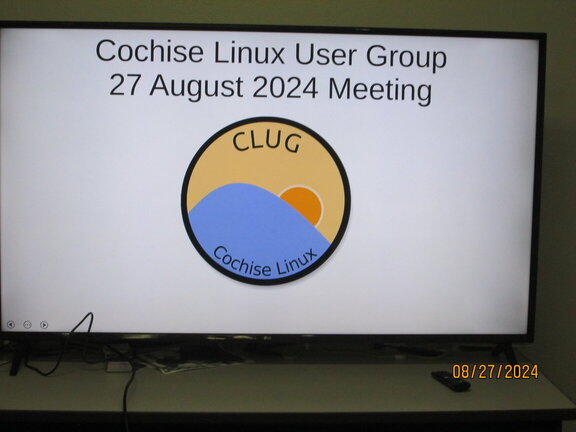 Cochise Linux User Group
27 August 2024 Meeting
CLUG
Cochise Linux
08/27/2024